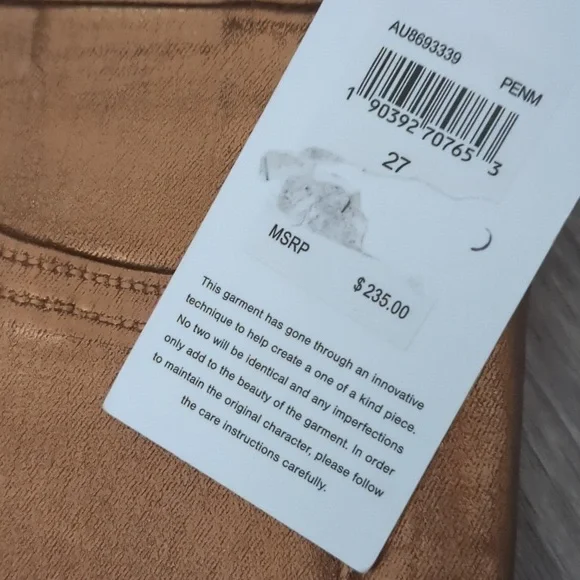 AU8693339
PENM
1 90392 70765 3
27
MSRP
$ 235.00
This garment has gone through an innovative
technique to help create a one of a kind piece.
No two will be identical and any imperfections
only add to the beauty of the garment. In order
to maintain the original character, please follow
the care instructions carefully.